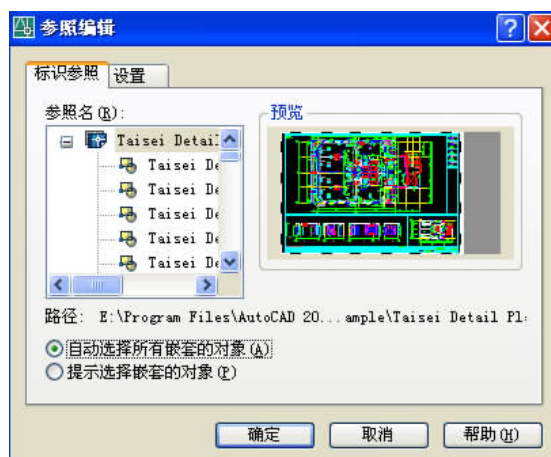 参照编辑
标识参照 设置
参照名(R):
预览
Taisei Detai
Taisei De
Taisei De
Taisei De
Taisei De
Taisei De
路径: E:\Program Files\AutoCAD 20...ample\Taisei Detail Pl
自动选择所有嵌套的对象(A)
提示选择嵌套的对象(P)
确定 取消 帮助(H)